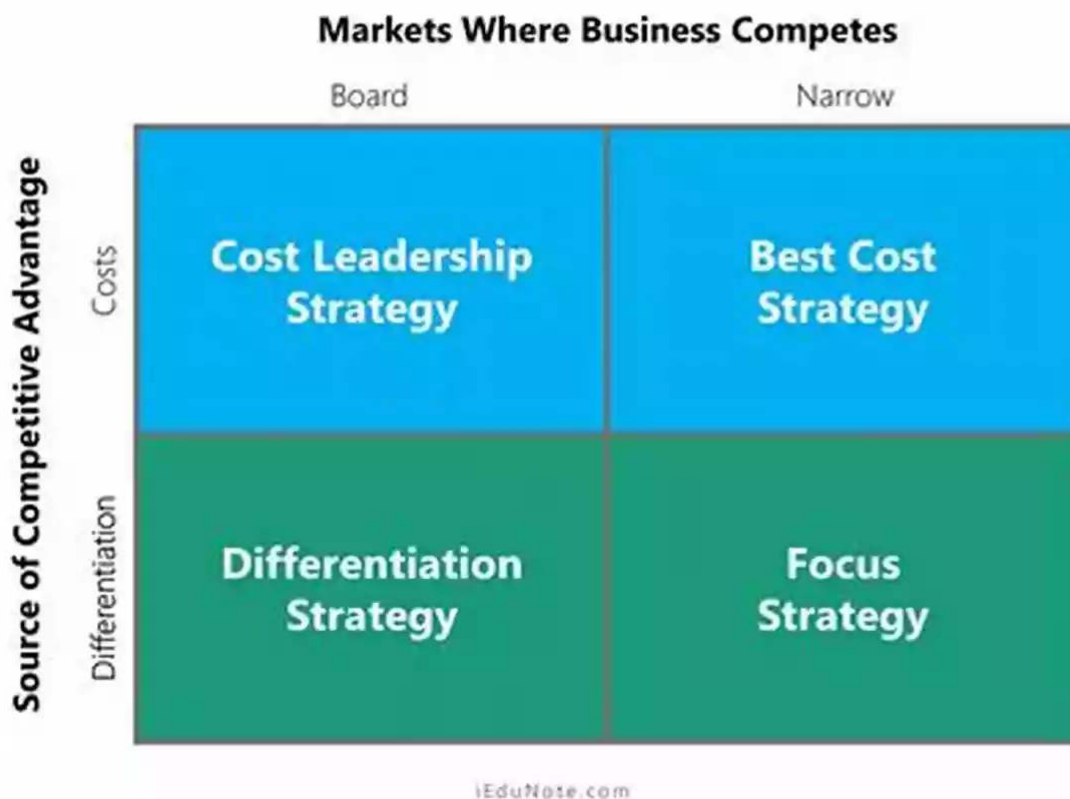 Markets Where Business Competes
Board
Narrow
Source of Competitive Advantage
Costs
Cost Leadership
Strategy
Best Cost
Strategy
Differentiation
Differentiation
Strategy
Focus
Strategy
iEduNote.com